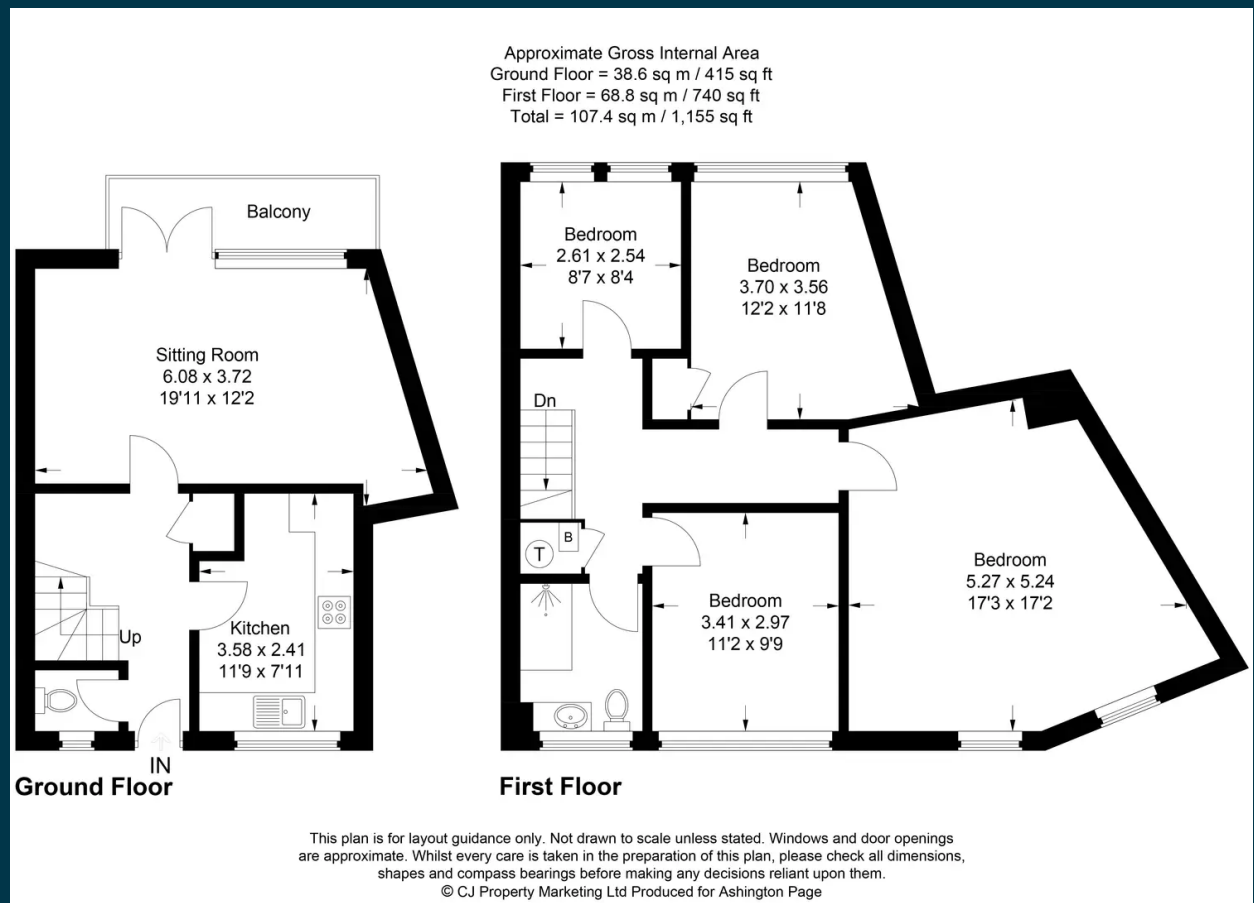 Approximate Gross Internal Area
Ground Floor = 38.6 sq m / 415 sq ft
First Floor = 68.8 sq m / 740 sq ft
Total = 107.4 sq m / 1,155 sq ft
Balcony
Sitting Room
6.08 x 3.72
19'11 x 12'2
Up
Kitchen
3.58 x 2.41
11'9 x 7'11
IN
Ground Floor
Bedroom
2.61 x 2.54
8'7 x 8'4
Bedroom
3.70 x 3.56
12'2 x 11'8
Dn
B
T
Bedroom
3.41 x 2.97
11'2 x 9'9
Bedroom
5.27 x 5.24
17'3 x 17'2
First Floor
This plan is for layout guidance only. Not drawn to scale unless stated. Windows and door openings
are approximate. Whilst every care is taken in the preparation of this plan, please check all dimensions,
shapes and compass bearings before making any decisions reliant upon them.
© CJ Property Marketing Ltd Produced for Ashington Page